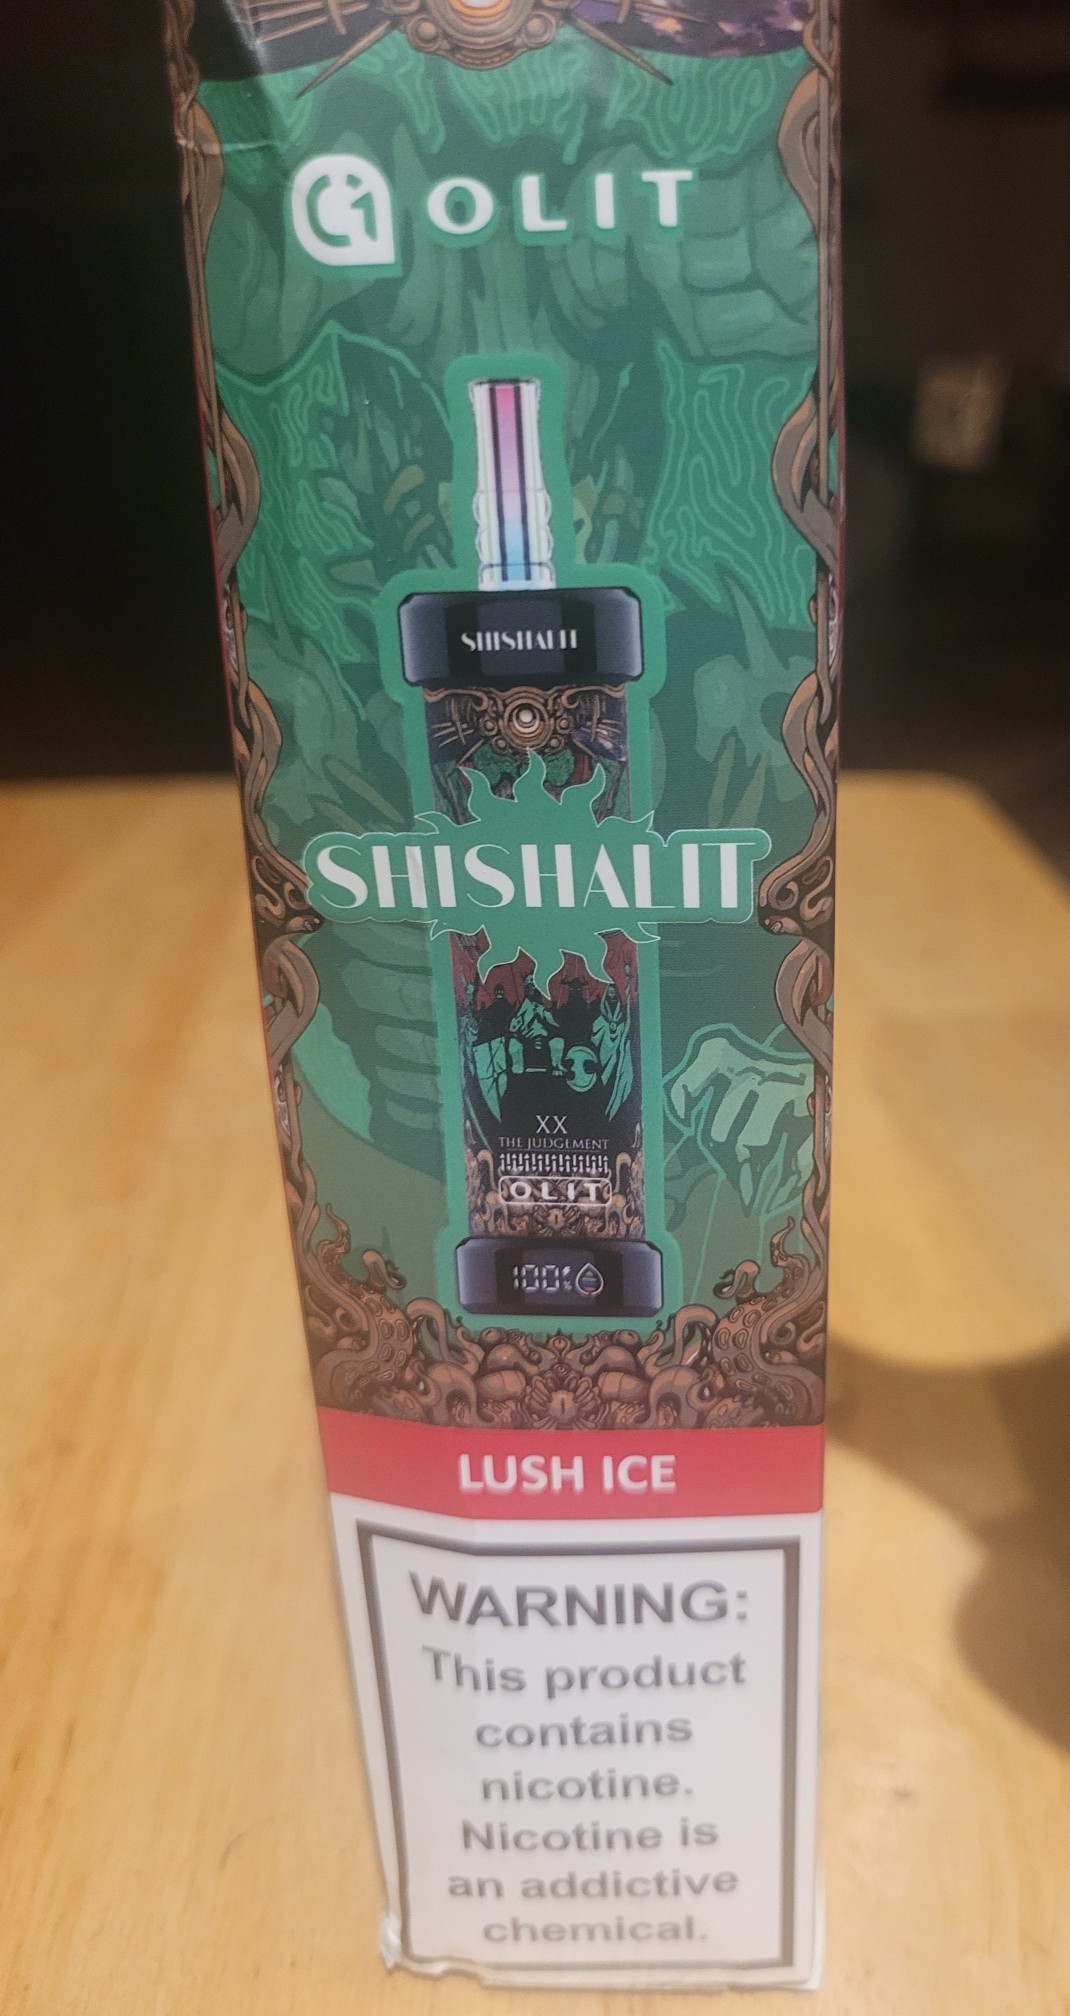 OLIT
SHISHALIT
SHISHALIT
XX
THE JUDGEMENT
OLIT
100%
LUSH ICE
WARNING:
This product
contains
nicotine.
Nicotine is
an addictive
chemical.